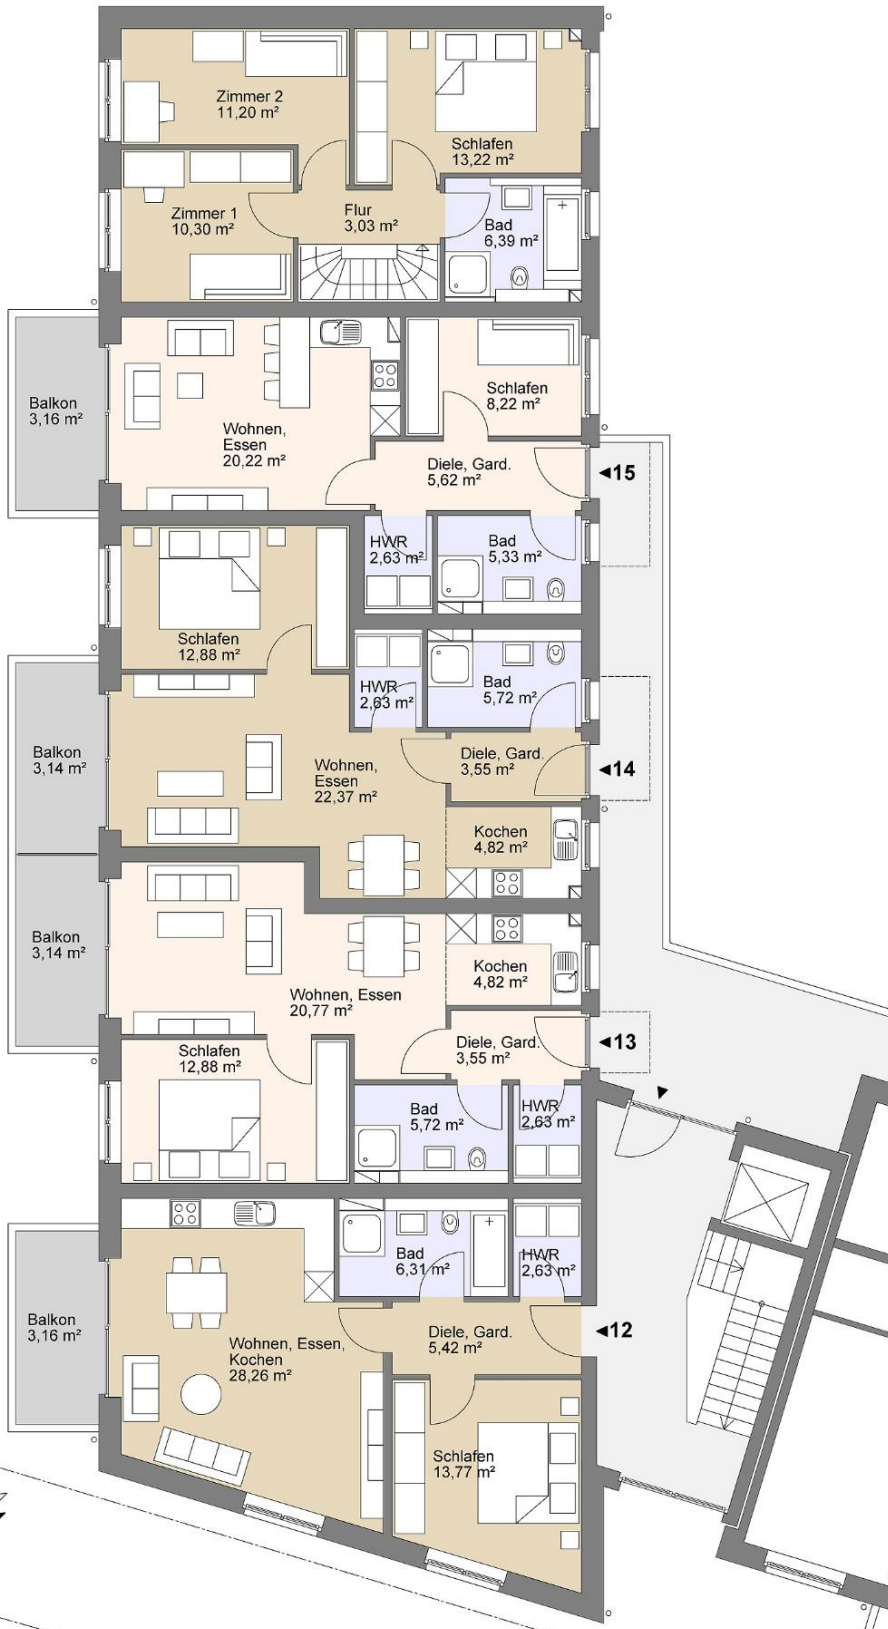 Zimmer 2
11,20 m²
Schlafen
13,22 m²
Zimmer 1
10,30 m²
Flur
3,03 m²
Bad
6,39 m²
Balkon
3,16 m²
Wohnen,
Essen
20,22 m²
Schlafen
8,22 m²
Diele, Gard.
5,62 m²
15
HWR
2,63 m²
Bad
5,33 m²
Schlafen
12,88 m²
HWR
2,63 m²
Bad
5,72 m²
Balkon
3,14 m²
Wohnen,
Essen
22,37 m²
Diele, Gard.
3,55 m²
14
Kochen
4,82 m²
Balkon
3,14 m²
Wohnen, Essen
20,77 m²
Kochen
4,82 m²
Diele, Gard.
3,55 m²
13
Schlafen
12,88 m²
Bad
5,72 m²
HWR
2,63 m²
Bad
6,31 m²
HWR
2,63 m²
Balkon
3,16 m²
Wohnen, Essen,
Kochen
28,26 m²
Diele, Gard.
5,42 m²
12
Schlafen
13,77 m²